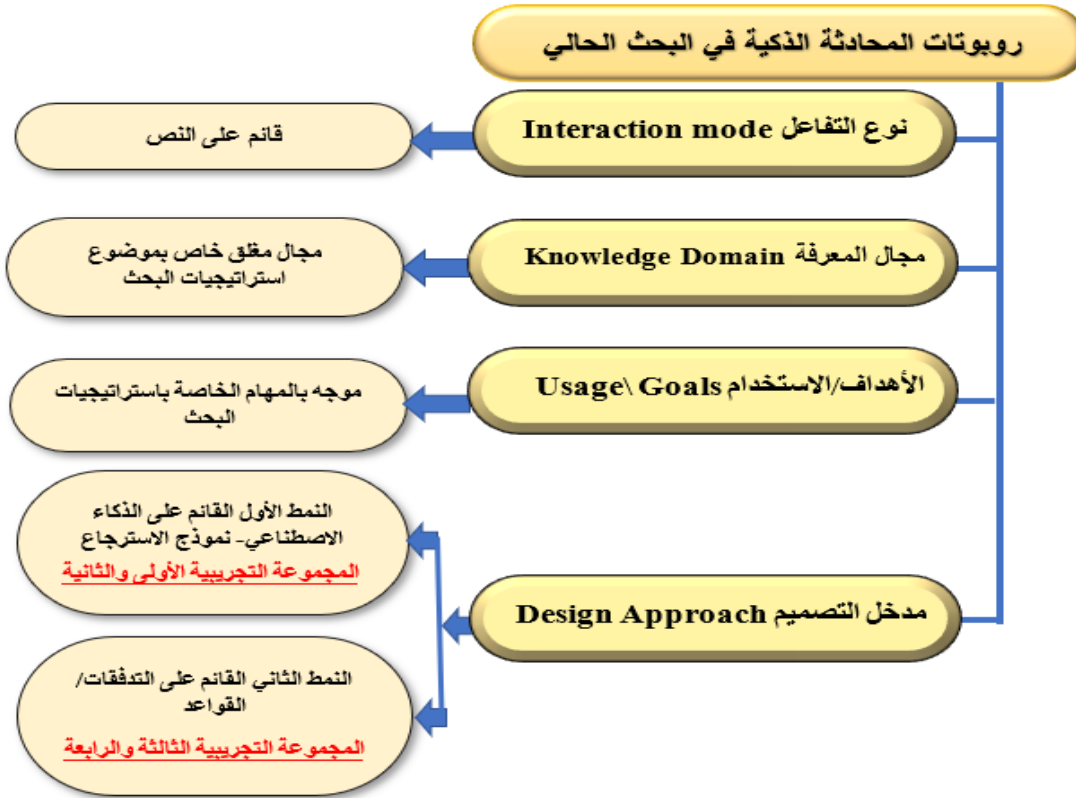 روبوتات المحادثة الذكية في البحث الحالي
نوع التفاعل Interaction mode
قائم على النص
مجال المعرفة Knowledge Domain
مجال مغلق خاص بموضوع
استراتيجيات البحث
الأهداف/الاستخدام Usage\ Goals
موجه بالمهام الخاصة باستراتيجيات
البحث
مدخل التصميم Design Approach
النمط الأول القائم على الذكاء
الاصطناعي- نموذج الاسترجاع
المجموعة التجريبية الأولى والثانية
النمط الثاني القائم على التدفقات/
القواعد
المجموعة التجريبية الثالثة والرابعة